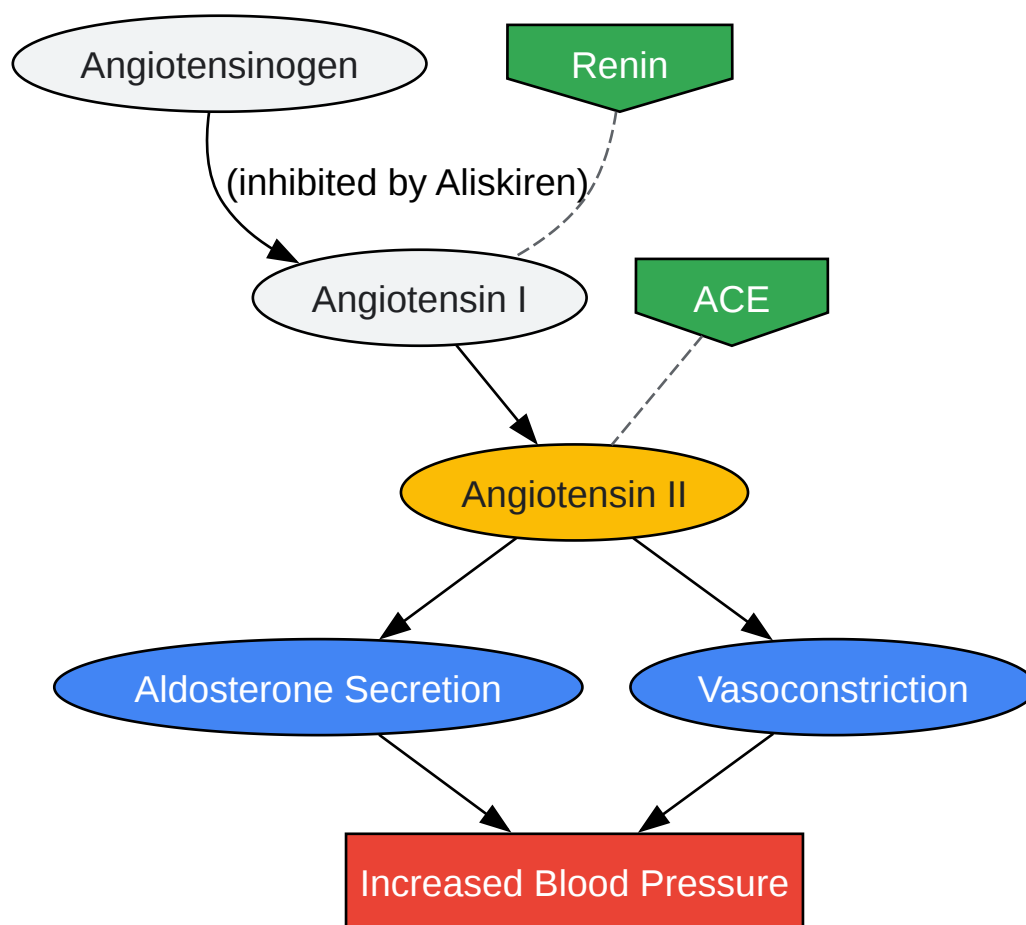 Angiotensinogen
Renin
(inhibited by Aliskiren)
Angiotensin I
ACE
Angiotensin II
Aldosterone Secretion
Vasoconstriction
Increased Blood Pressure